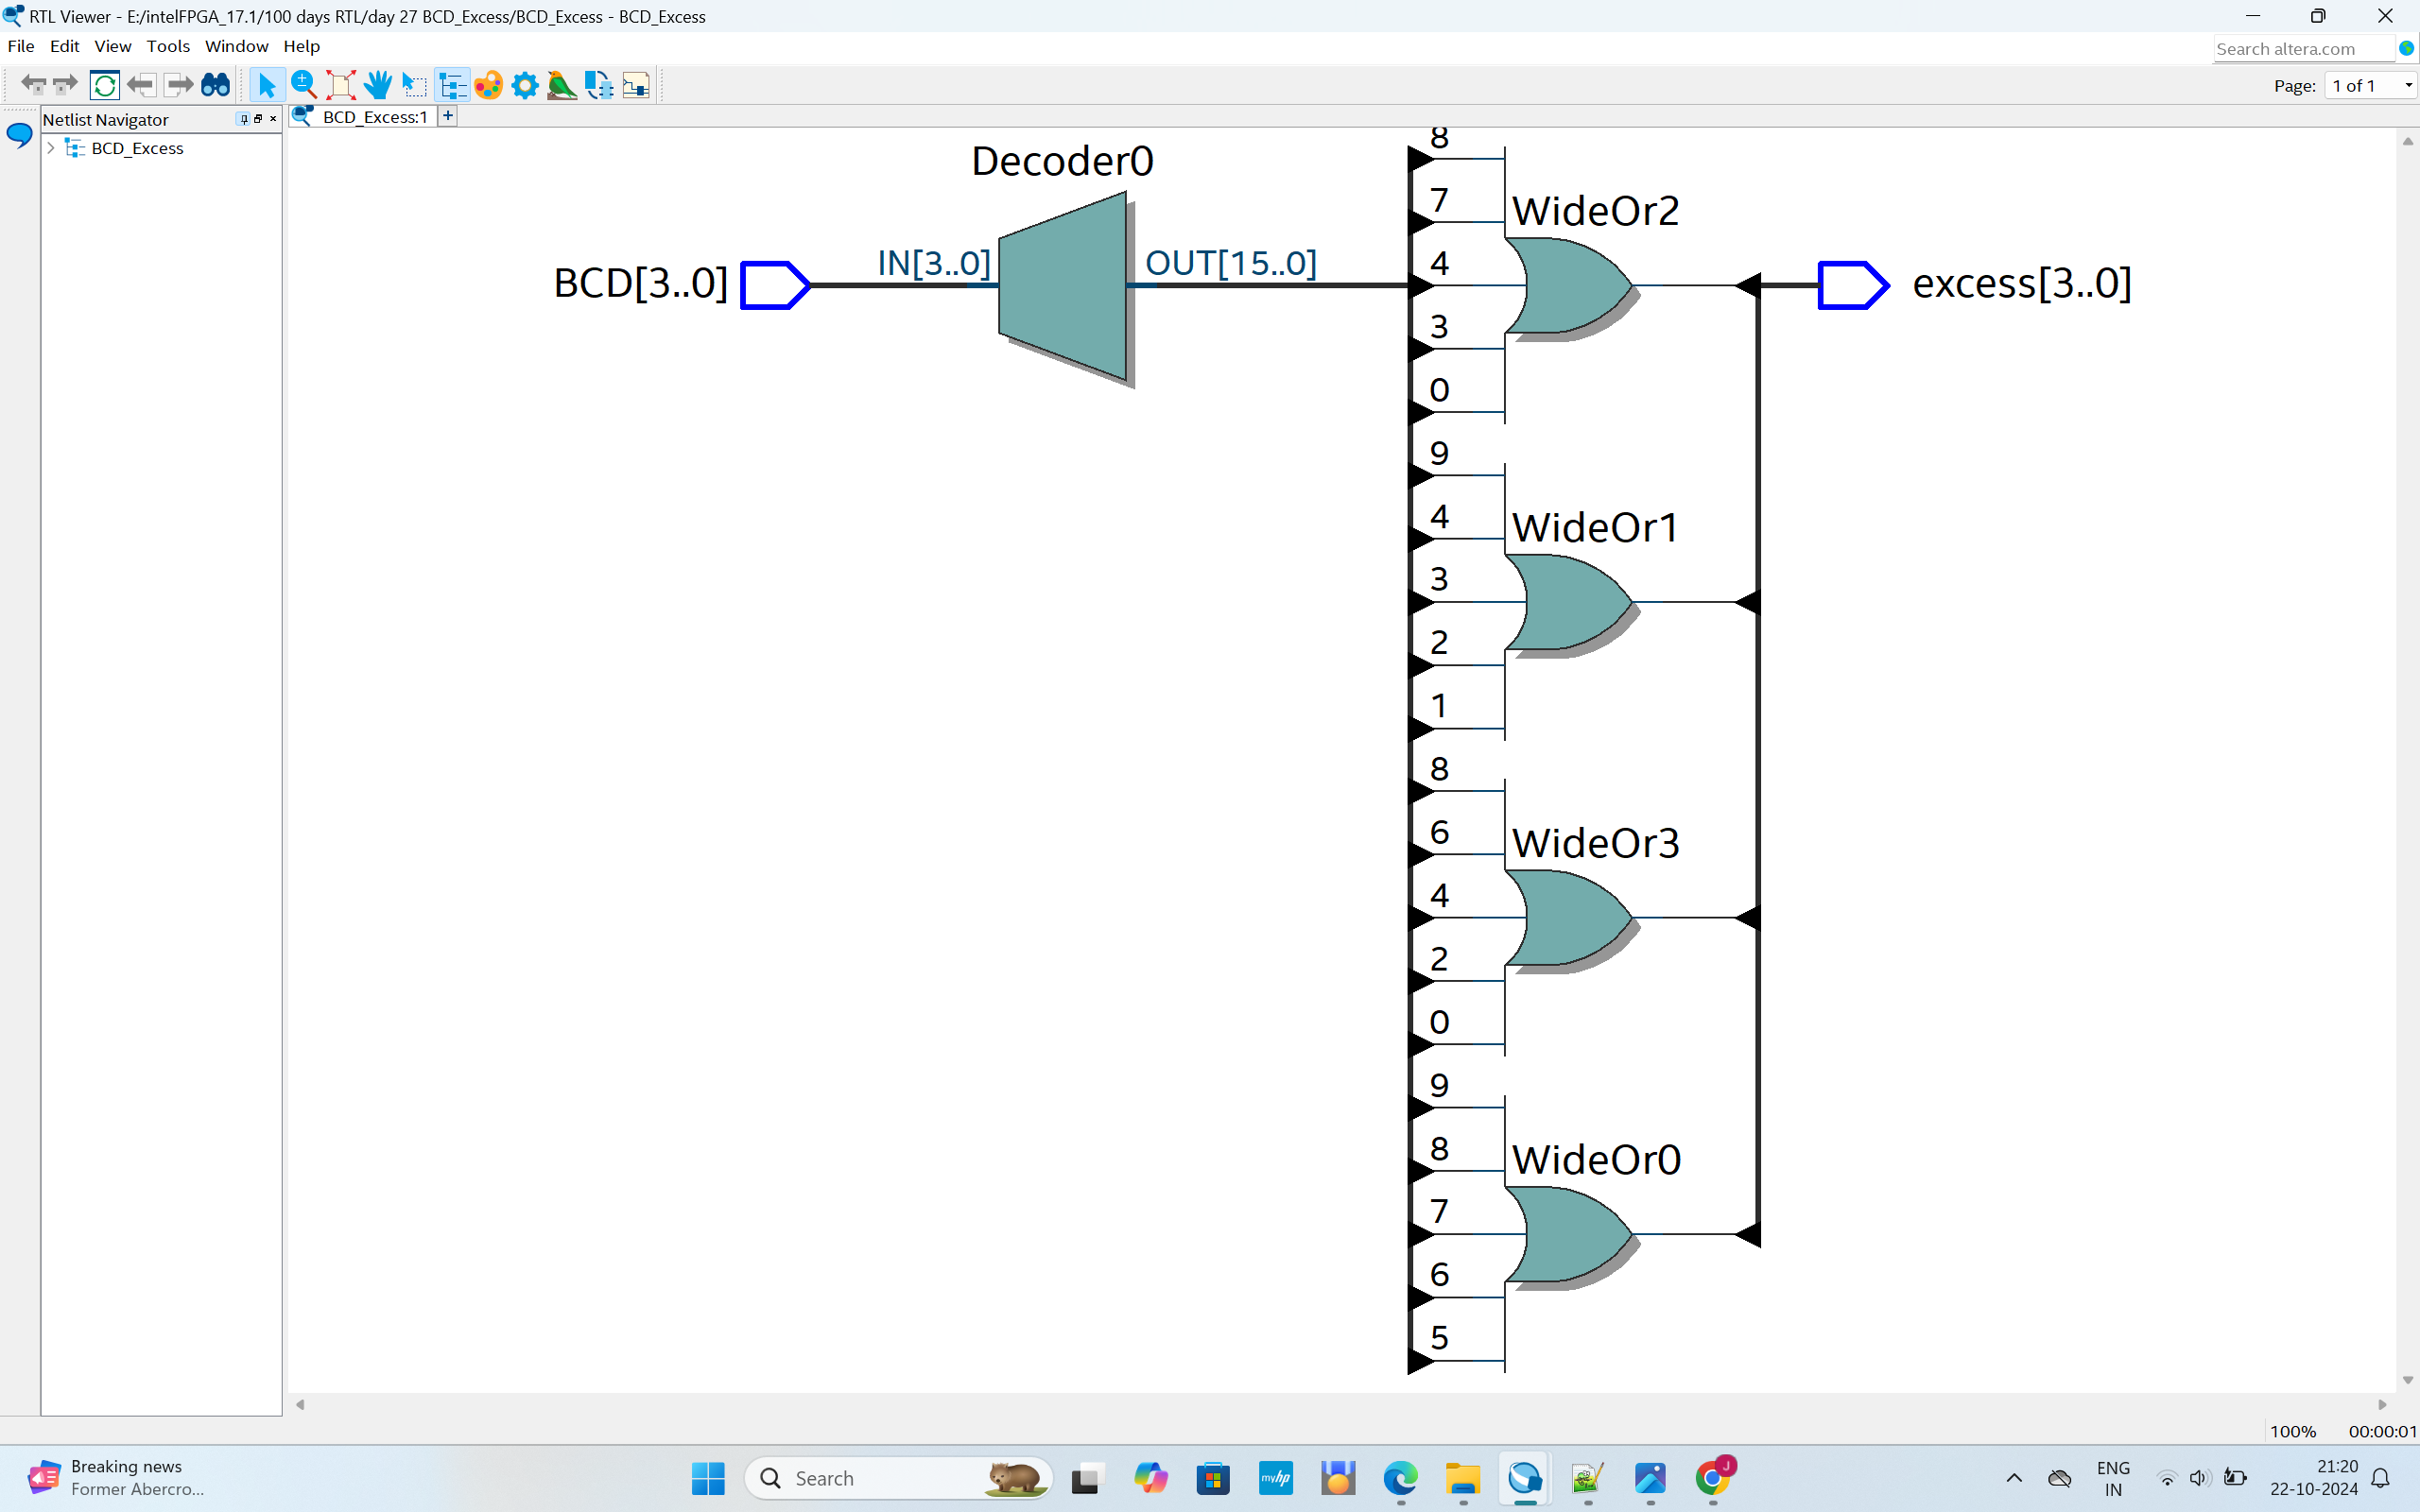 RTL Viewer - E:/intelFPGA_17.1/100 days RTL/day 27 BCD_Excess/BCD_Excess - BCD_Excess
File Edit View Tools Window Help
Search altera.com
Page: 1 of 1
Netlist Navigator
BCD_Excess:1
+
BCD_Excess
Decoder0
BCD[3..0]
IN[3..0]
OUT[15..0]
8
7
4
3
0
WideOr2
excess[3..0]
9
4
3
2
1
WideOr1
8
6
4
2
0
WideOr3
9
8
7
6
5
WideOr0
100% 00:00:01
Breaking news
Former Abercro...
Search
myhp
J
ENG
IN
21:20
22-10-2024